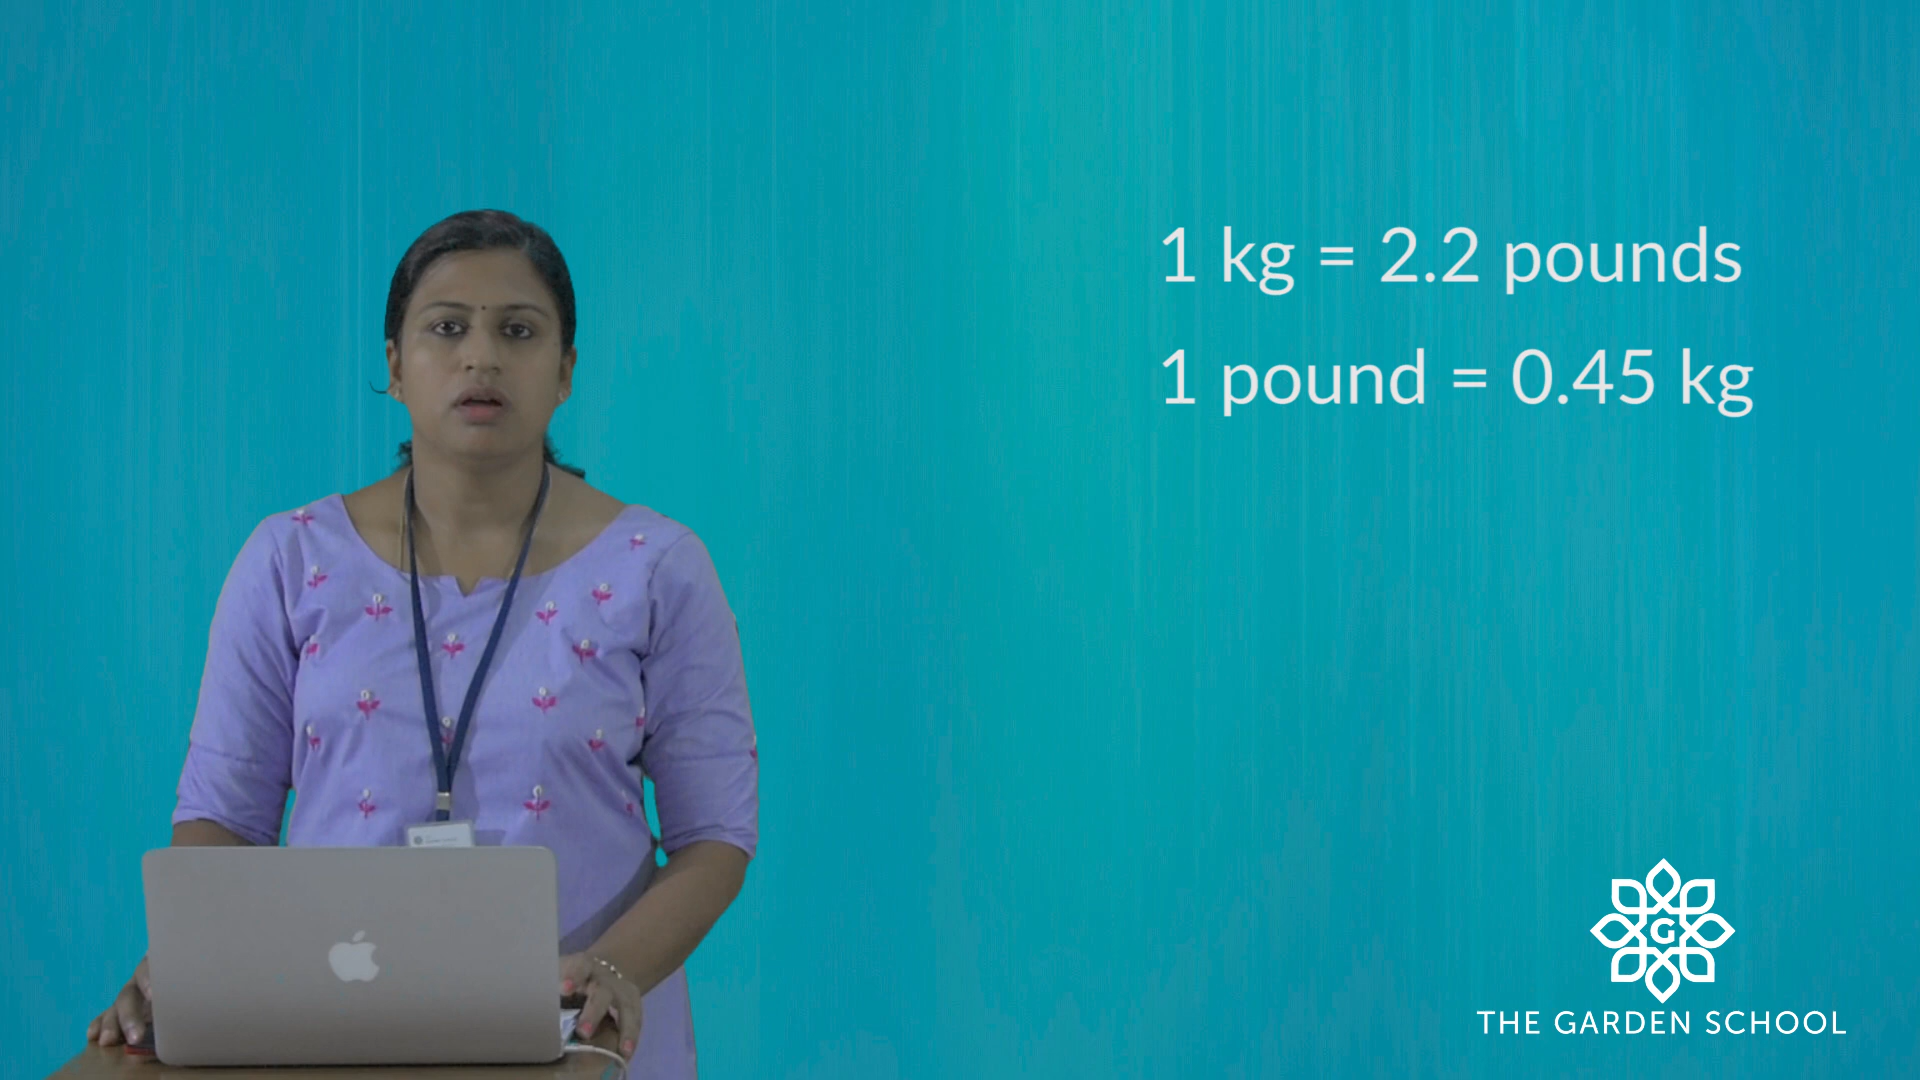 1 kg = 2.2 pounds
1 pound = 0.45 kg
G
THE GARDEN SCHOOL